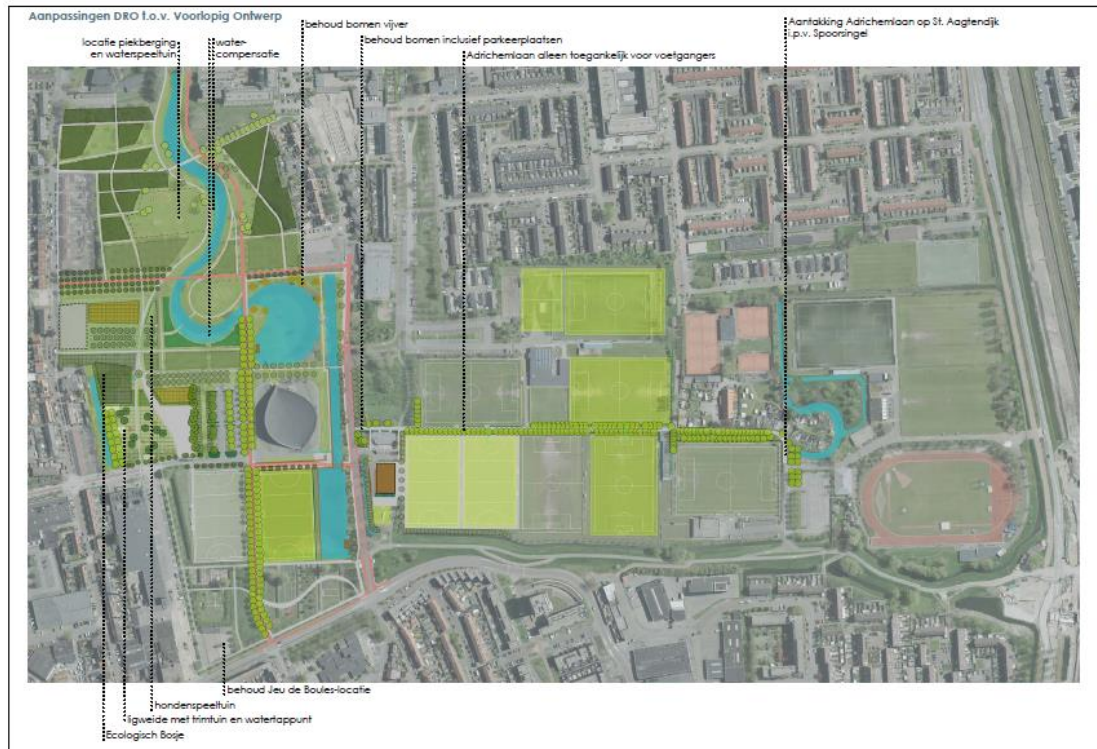 Aanpassingen DRO t.o.v. Voorlopig Ontwerp
behoud bomen vijver
Aantakking Adrichemlaan op St. Aagtendijk
i.p.v. Spoorsingel
locatie piekberging
en waterspeeltuin
water-
compensatie
behoud bomen inclusief parkeerplaatsen
Adrichemlaan alleen toegankelijk voor voetgangers
behoud Jeu de Boules-locatie
hondenspeeltuin
ligweide met trimtuin en watertappunt
Ecologisch Bosje